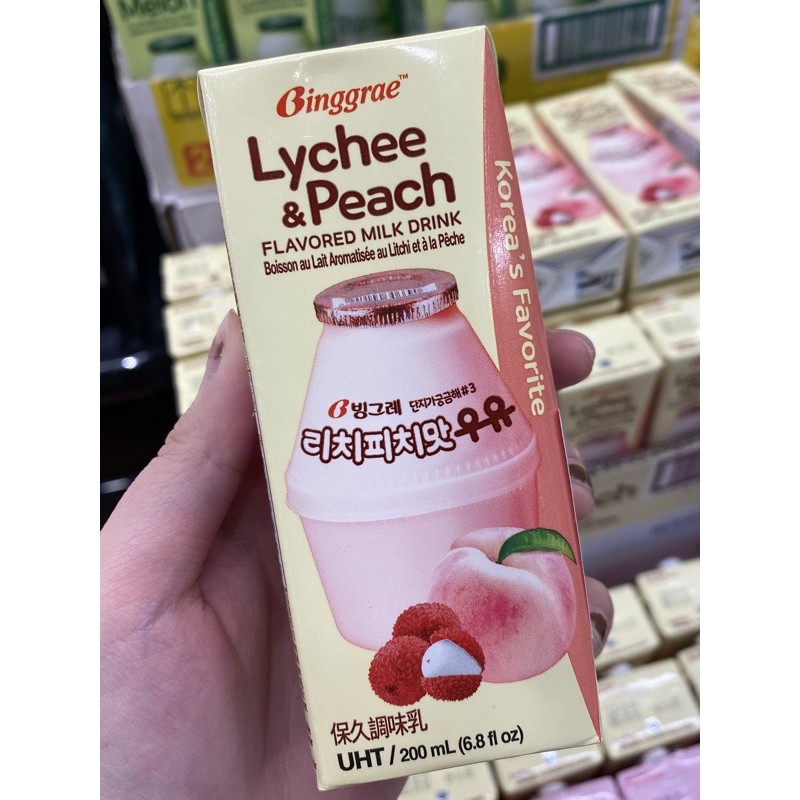 Binggrae™
Lychee
&Peach
FLAVORED MILK DRINK
Boisson au Lait Aromatisée au Litchi et à la Pêche
빙그레 단지가궁금해#3
리치피치맛우유
保久調味乳
UHT / 200 mL (6.8 fl oz)
Korea's Favorite
Melon